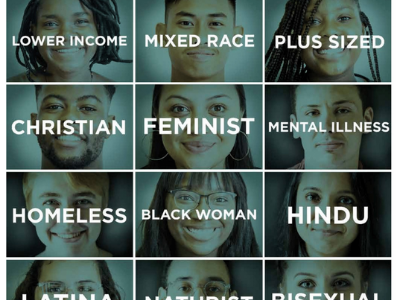 LOWER INCOME
MIXED RACE
PLUS SIZED
CHRISTIAN
FEMINIST
MENTAL ILLNESS
HOMELESS
BLACK WOMAN
HINDU
LATINA
NATURIST
BISEXUAL